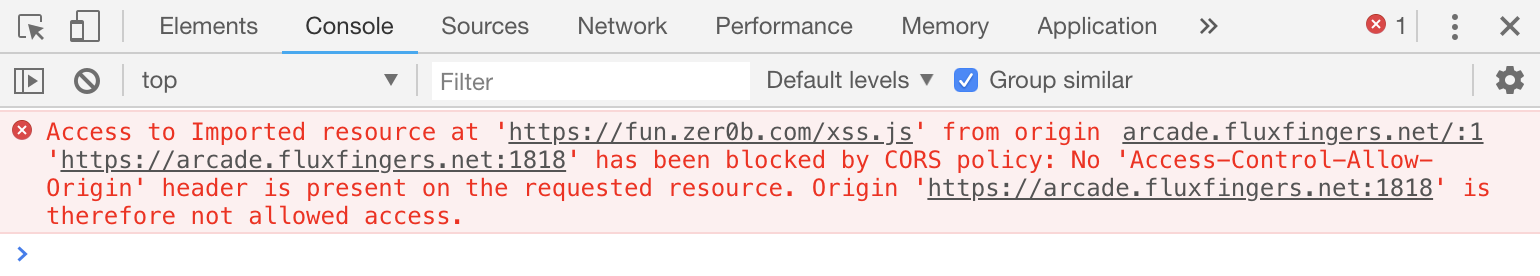 Elements Console Sources Network Performance Memory Application » 1
top Filter Default levels Group similar
Access to Imported resource at 'https://fun.zer0b.com/xss.js' from origin arcade.fluxfingers.net/:1
'https://arcade.fluxfingers.net:1818' has been blocked by CORS policy: No 'Access-Control-Allow-
Origin' header is present on the requested resource. Origin 'https://arcade.fluxfingers.net:1818' is
therefore not allowed access.